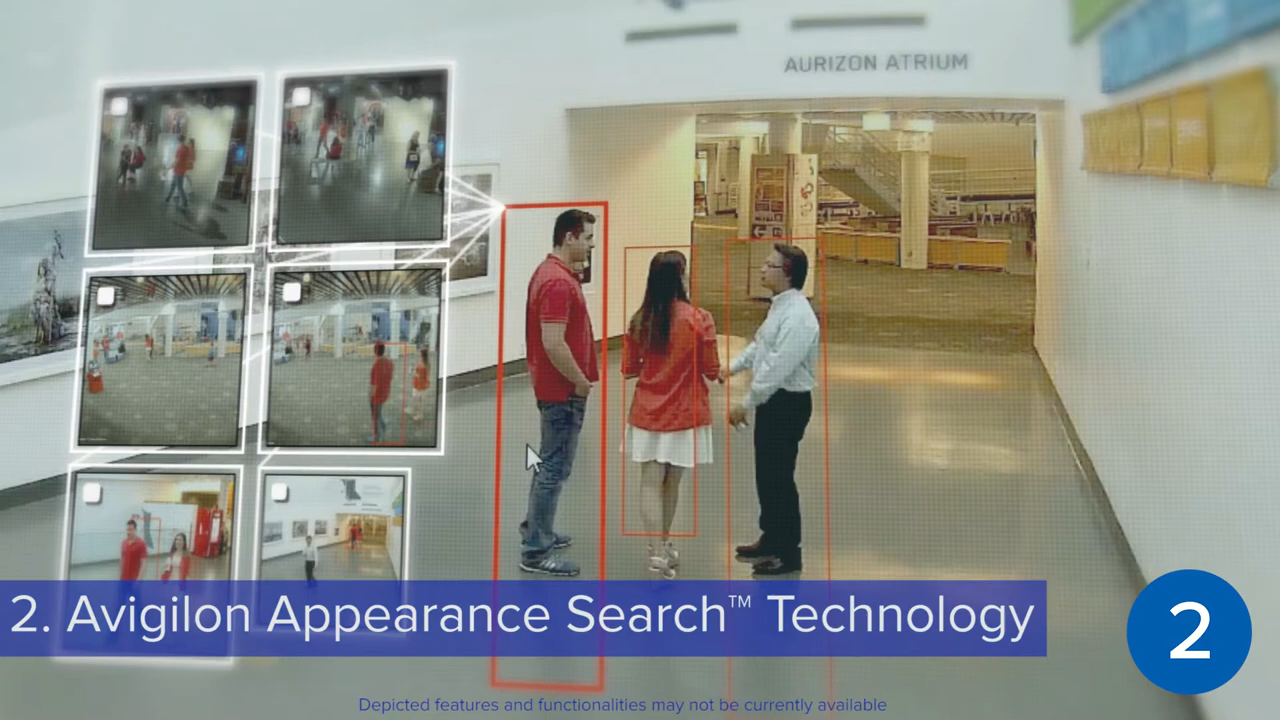 AURIZON ATRIUM
2. Avigilon Appearance Search™ Technology
2
Depicted features and functionalities may not be currently available